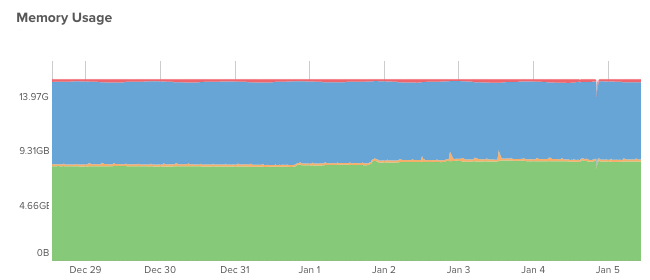 Memory Usage
13.97G
9.31GB
4.66GE
0B
Dec 29 Dec 30 Dec 31 Jan 1 Jan 2 Jan 3 Jan 4 Jan 5